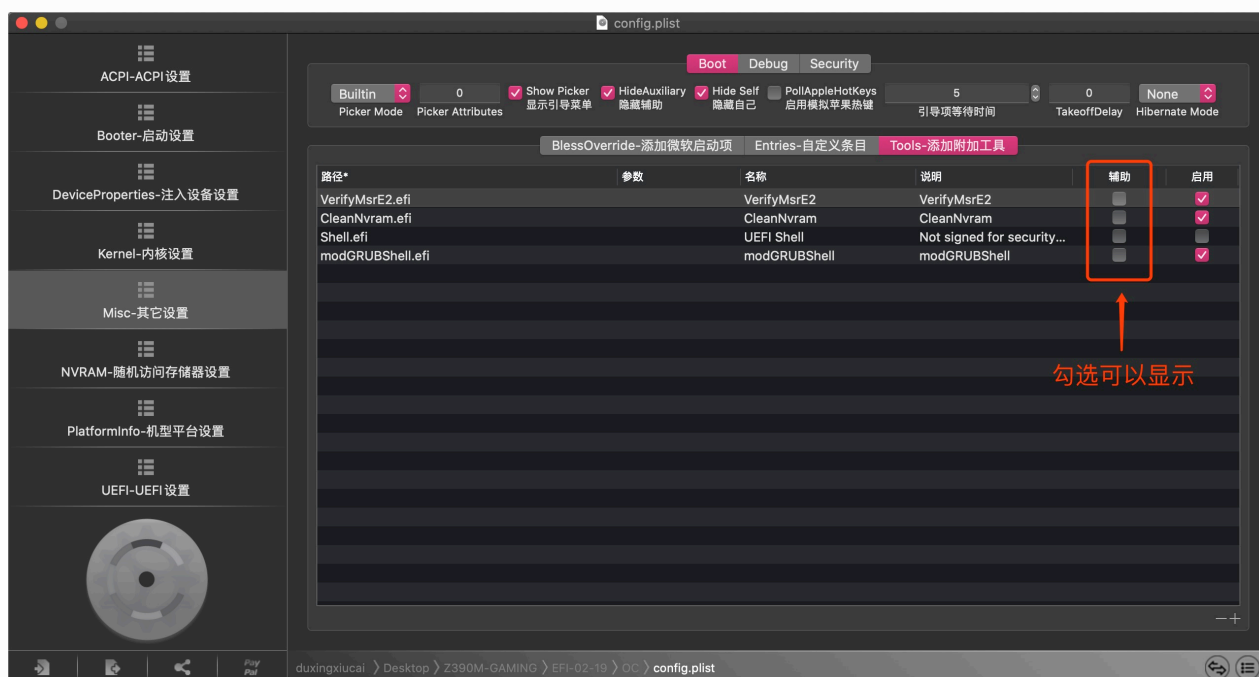 config.plist
ACPI-ACPI设置
Booter-启动设置
DeviceProperties-注入设备设置
Kernel-内核设置
Misc-其它设置
NVRAM-随机访问存储器设置
PlatformInfo-机型平台设置
UEFI-UEFI设置
Pay
Pal
Boot Debug Security
Builtin 0 Show Picker HideAuxiliary Hide Self PollAppleHotKeys 5 0 None
显示引导菜单 隐藏辅助 隐藏自己 启用模拟苹果热键
Picker Mode Picker Attributes 引导项等待时间 TakeoffDelay Hibernate Mode
BlessOverride-添加微软启动项 Entries-自定义条目 Tools-添加附加工具
路径* 参数 名称 说明 辅助 启用
VerifyMsrE2.efi VerifyMsrE2 VerifyMsrE2
CleanNvram.efi CleanNvram CleanNvram
Shell.efi UEFI Shell Not signed for security...
modGRUBShell.efi modGRUBShell modGRUBShell
勾选可以显示
duxingxiucai 〉Desktop 〉Z390M-GAMING 〉EFI-02-19 〉OC 〉config.plist